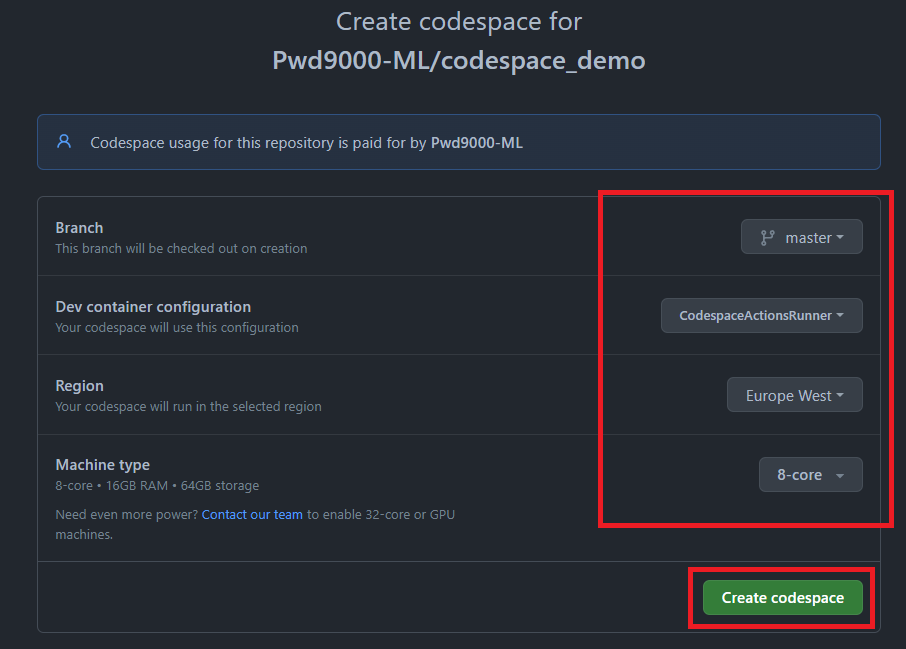 Create codespace for
Pwd9000-ML/codespace_demo
Codespace usage for this repository is paid for by Pwd9000-ML
Branch
This branch will be checked out on creation
master
Dev container configuration
Your codespace will use this configuration
CodespaceActionsRunner
Region
Your codespace will run in the selected region
Europe West
Machine type
8-core • 16GB RAM • 64GB storage
8-core
Need even more power? Contact our team to enable 32-core or GPU
machines.
Create codespace